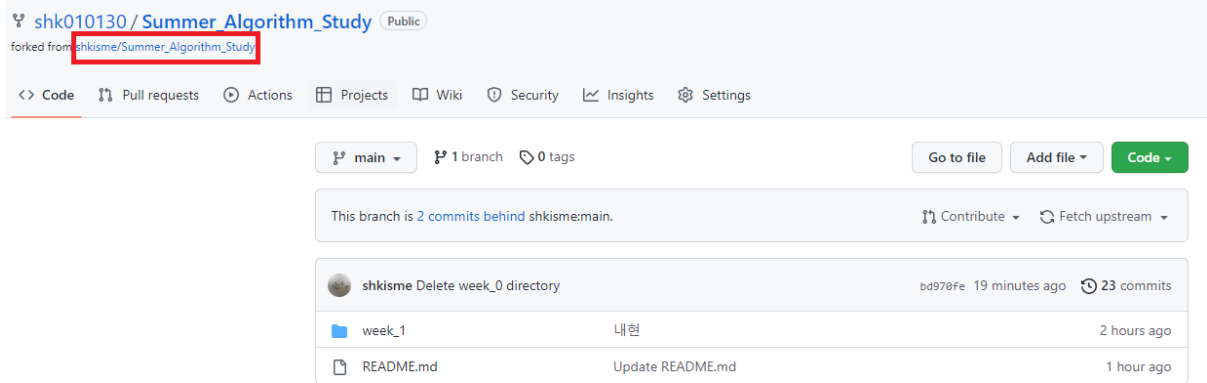 shk010130 / Summer_Algorithm_Study Public
forked from shkisme/Summer_Algorithm_Study
<> Code Pull requests Actions Projects Wiki Security Insights Settings
main 1 branch 0 tags Go to file Add file Code
This branch is 2 commits behind shkisme:main. Contribute Fetch upstream
shkisme Delete week_0 directory bd970fe 19 minutes ago 23 commits
week_1 내현 2 hours ago
README.md Update README.md 1 hour ago